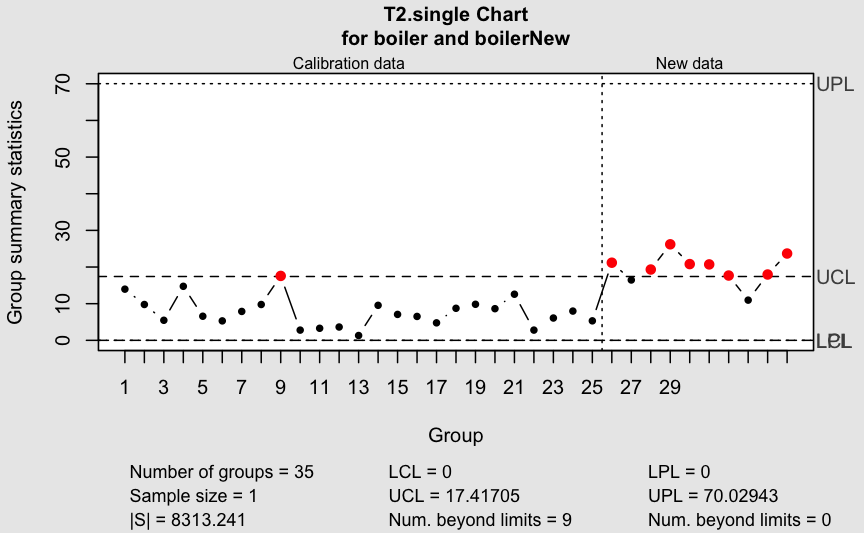 T2.single Chart
for boiler and boilerNew
Calibration data New data
Group summary statistics
70
50
30
10
0
UPL
UCL
LCL
LPL
1 3 5 7 9 11 13 15 17 19 21 23 25 27 29
Group
Number of groups = 35 LCL = 0 LPL = 0
Sample size = 1 UCL = 17.41705 UPL = 70.02943
|S| = 8313.241 Num. beyond limits = 9 Num. beyond limits = 0